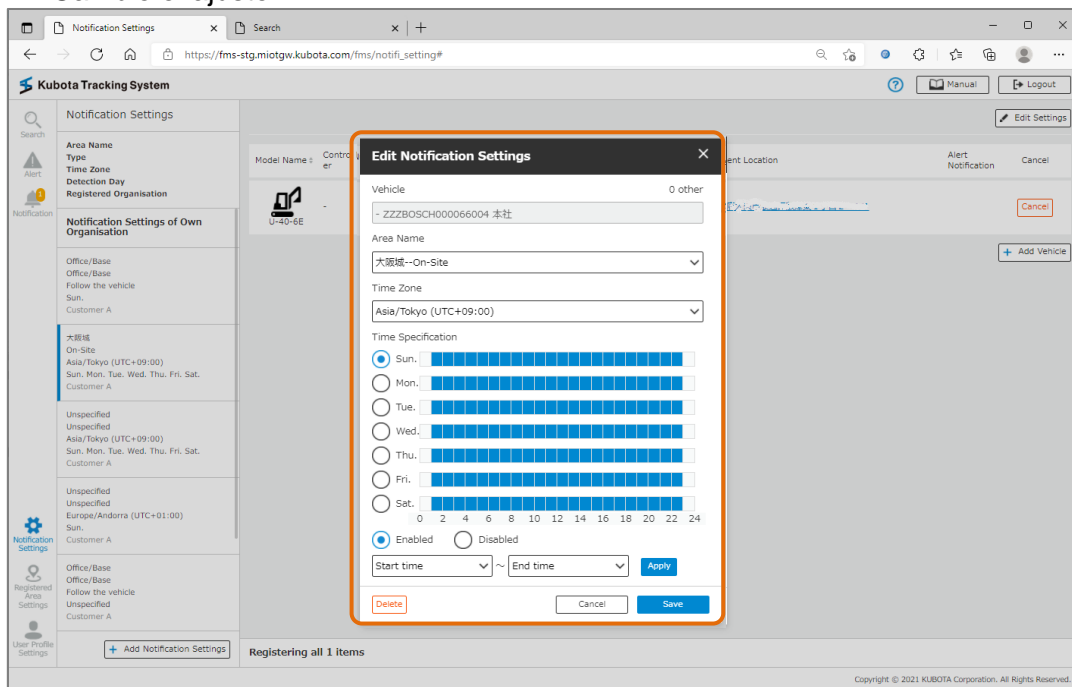 Notification Settings
Search
https://fms-stg.miotgw.kubota.com/fms/notifi_setting#
Kubota Tracking System
Manual
Logout
Search
Alert
Notification
Notification Settings
Registered Area Settings
User Profile Settings
Notification Settings
Area Name
Type
Time Zone
Detection Day
Registered Organisation
Notification Settings of Own
Organisation
Office/Base
Office/Base
Follow the vehicle
Sun.
Customer A
大阪城
On-Site
Asia/Tokyo (UTC+09:00)
Sun. Mon. Tue. Wed. Thu. Fri. Sat.
Customer A
Unspecified
Unspecified
Asia/Tokyo (UTC+09:00)
Sun. Mon. Tue. Wed. Thu. Fri. Sat.
Customer A
Unspecified
Unspecified
Europe/Andorra (UTC+01:00)
Sun.
Customer A
Office/Base
Office/Base
Follow the vehicle
Unspecified
Customer A
+ Add Notification Settings
Edit Settings
Model Name
Alert
Notification
Cancel
U-40-6E
-
Cancel
+ Add Vehicle
Edit Notification Settings
Vehicle 0 other
- ZZZBOSCH000066004 本社
Area Name
大阪城--On-Site
Time Zone
Asia/Tokyo (UTC+09:00)
Time Specification
Sun.
Mon.
Tue.
Wed.
Thu.
Fri.
Sat.
0 2 4 6 8 10 12 14 16 18 20 22 24
Enabled Disabled
Start time ~ End time Apply
Delete Cancel Save
Registering all 1 items
Copyright © 2021 KUBOTA Corporation. All Rights Reserved.